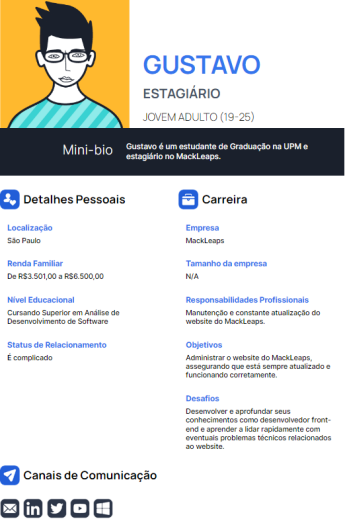 GUSTAVO
ESTAGIÁRIO
JOVEM ADULTO (19-25)
Mini-bio
Gustavo é um estudante de Graduação na UPM e
estagiário no MackLeaps.
Detalhes Pessoais
Localização
São Paulo
Renda Familiar
De R$3.501,00 a R$6.500,00
Nível Educacional
Cursando Superior em Análise de
Desenvolvimento de Software
Status de Relacionamento
É complicado
Carreira
Empresa
MackLeaps
Tamanho da empresa
N/A
Responsabilidades Profissionais
Manutenção e constante atualização do
website do MackLeaps.
Objetivos
Administrar o website do MackLeaps,
assegurando que está sempre atualizado e
funcionando corretamente.
Desafios
Desenvolver e aprofundar seus
conhecimentos como desenvolvedor front-
end e aprender a lidar rapidamente com
eventuais problemas técnicos relacionados
ao website.
Canais de Comunicação